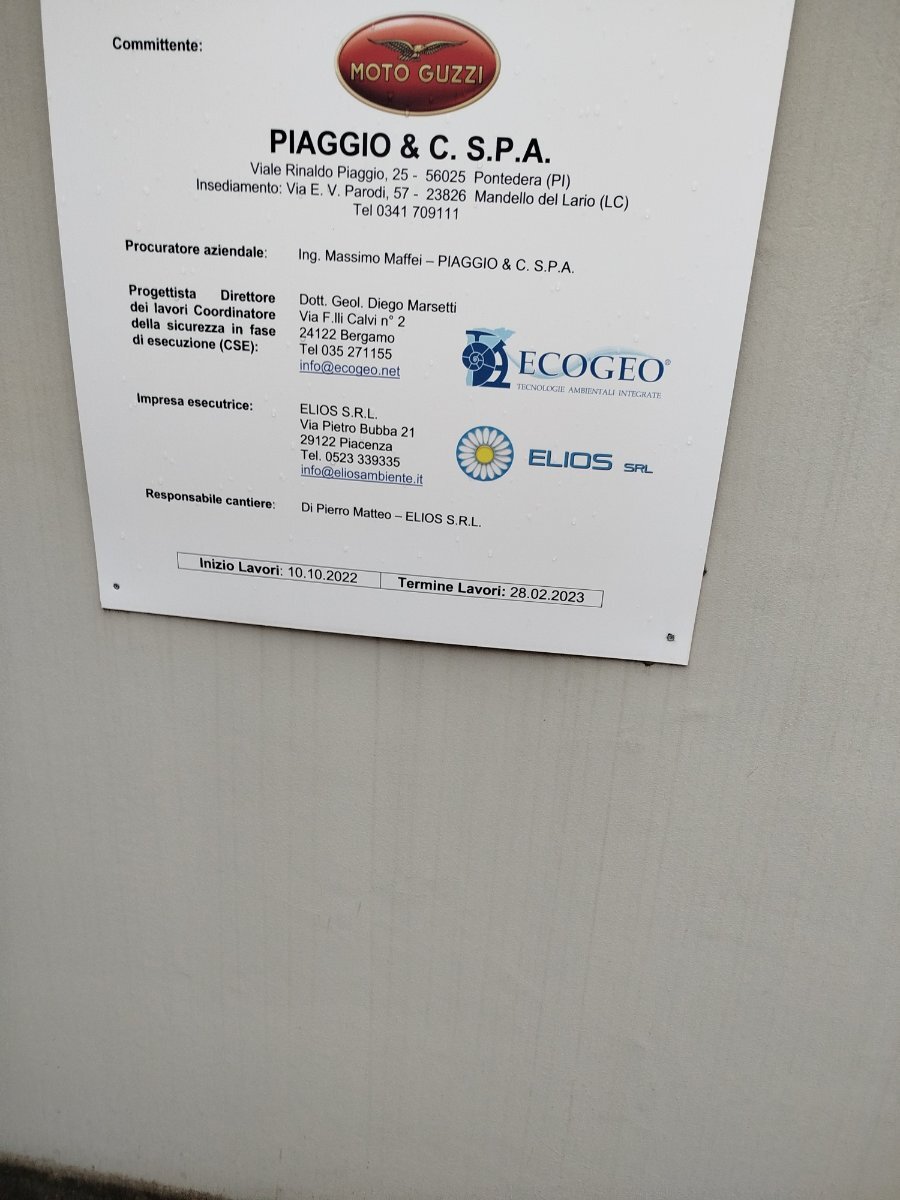 Committente:
MOTO GUZZI
PIAGGIO & C. S.P.A.
Viale Rinaldo Piaggio, 25 - 56025 Pontedera (PI)
Insediamento: Via E. V. Parodi, 57 - 23826 Mandello del Lario (LC)
Tel 0341 709111
Procuratore aziendale: Ing. Massimo Maffei – PIAGGIO & C. S.P.A.
Progettista Direttore
dei lavori Coordinatore
della sicurezza in fase
di esecuzione (CSE):
Dott. Geol. Diego Marsetti
Via F.lli Calvi n° 2
24122 Bergamo
Tel 035 271155
info@ecogeo.net
ECOGEO®
TECNOLOGIE AMBIENTALI INTEGRATE
Impresa esecutrice:
ELIOS S.R.L.
Via Pietro Bubba 21
29122 Piacenza
Tel. 0523 339335
info@eliosambiente.it
ELIOS SRL
Responsabile cantiere: Di Pierro Matteo – ELIOS S.R.L.
Inizio Lavori: 10.10.2022 Termine Lavori: 28.02.2023